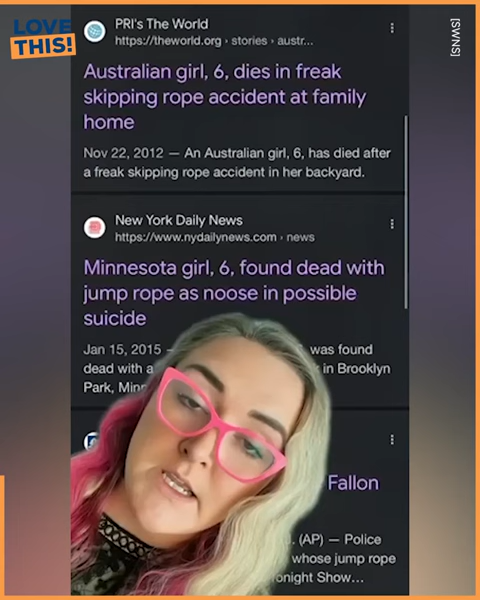 LOVE
THIS!
[SWNS]
PRI's The World
https://theworld.org › stories › austr...
Australian girl, 6, dies in freak
skipping rope accident at family
home
Nov 22, 2012 — An Australian girl, 6, has died after
a freak skipping rope accident in her backyard.
New York Daily News
https://www.nydailynews.com › news
Minnesota girl, 6, found dead with
jump rope as noose in possible
suicide
Jan 15, 2015 — was found
dead with a in Brooklyn
Park,
Fallon
(AP) — Police
whose jump rope
Show...